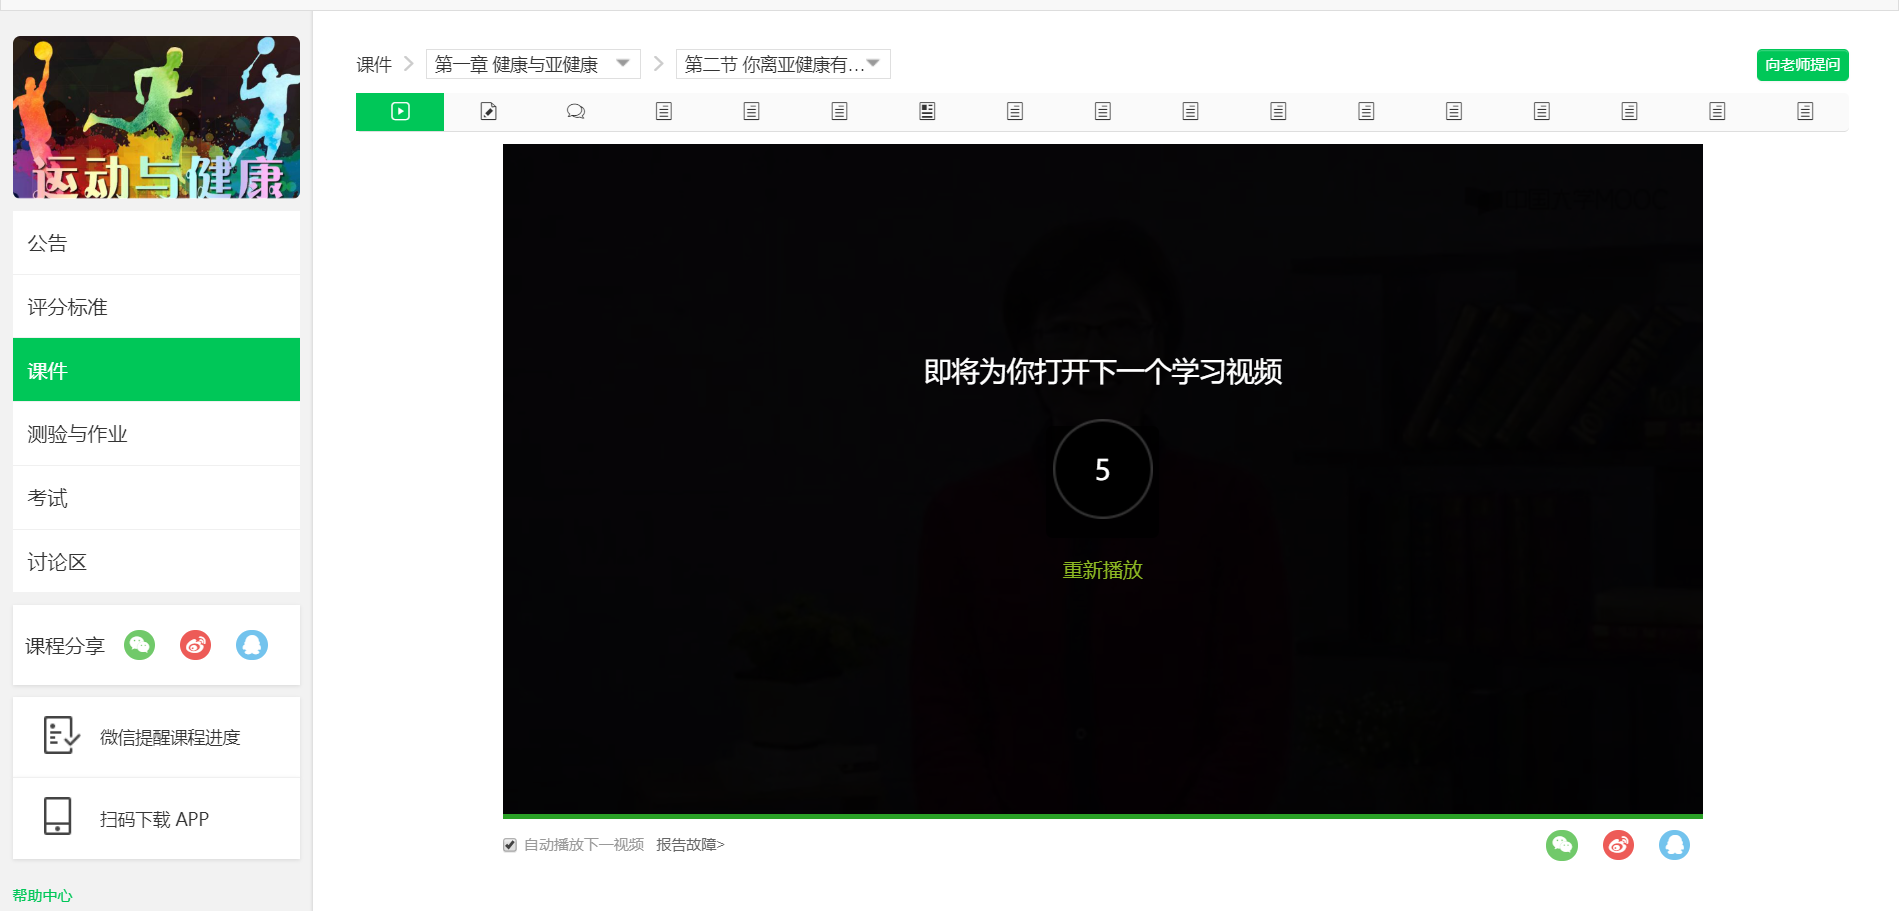 运动与健康
公告
评分标准
课件
测验与作业
考试
讨论区
课程分享
微信提醒课程进度
扫码下载 APP
帮助中心
课件
第一章 健康与亚健康
第二节 你离亚健康有...
向老师提问
即将为你打开下一个学习视频
5
重新播放
自动播放下一视频 报告故障>